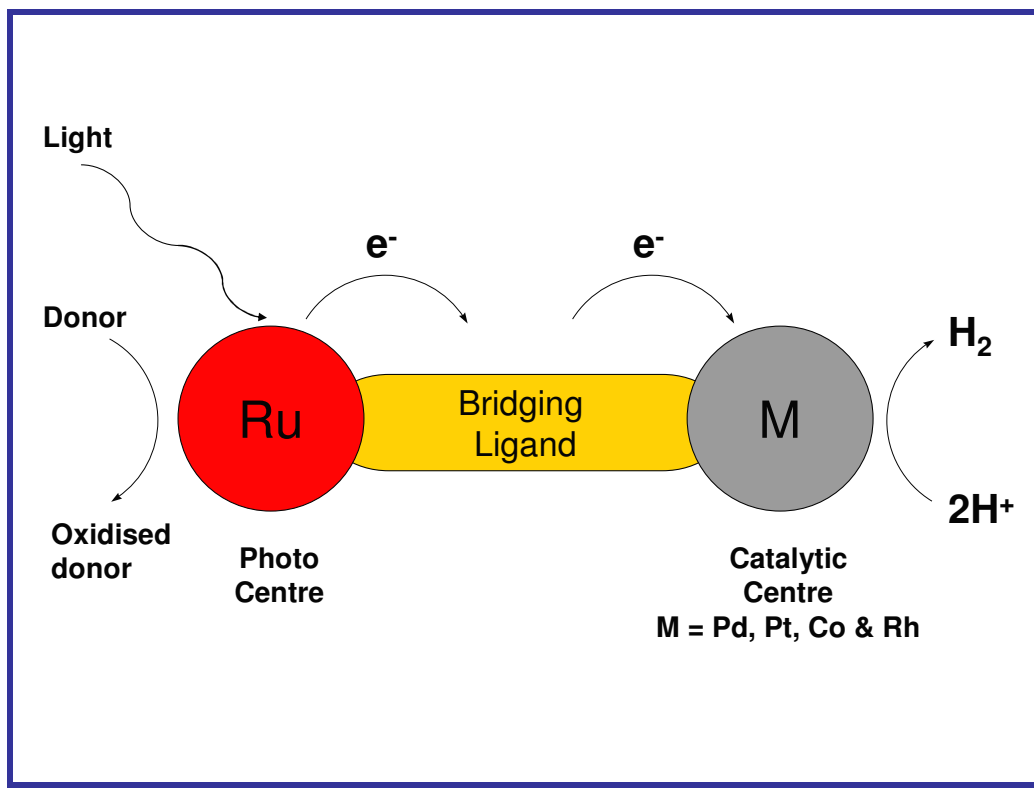 Light
e-
e-
Donor
H2
Ru
Bridging
Ligand
M
2H+
Oxidised
donor
Photo
Centre
Catalytic
Centre
M = Pd, Pt, Co & Rh